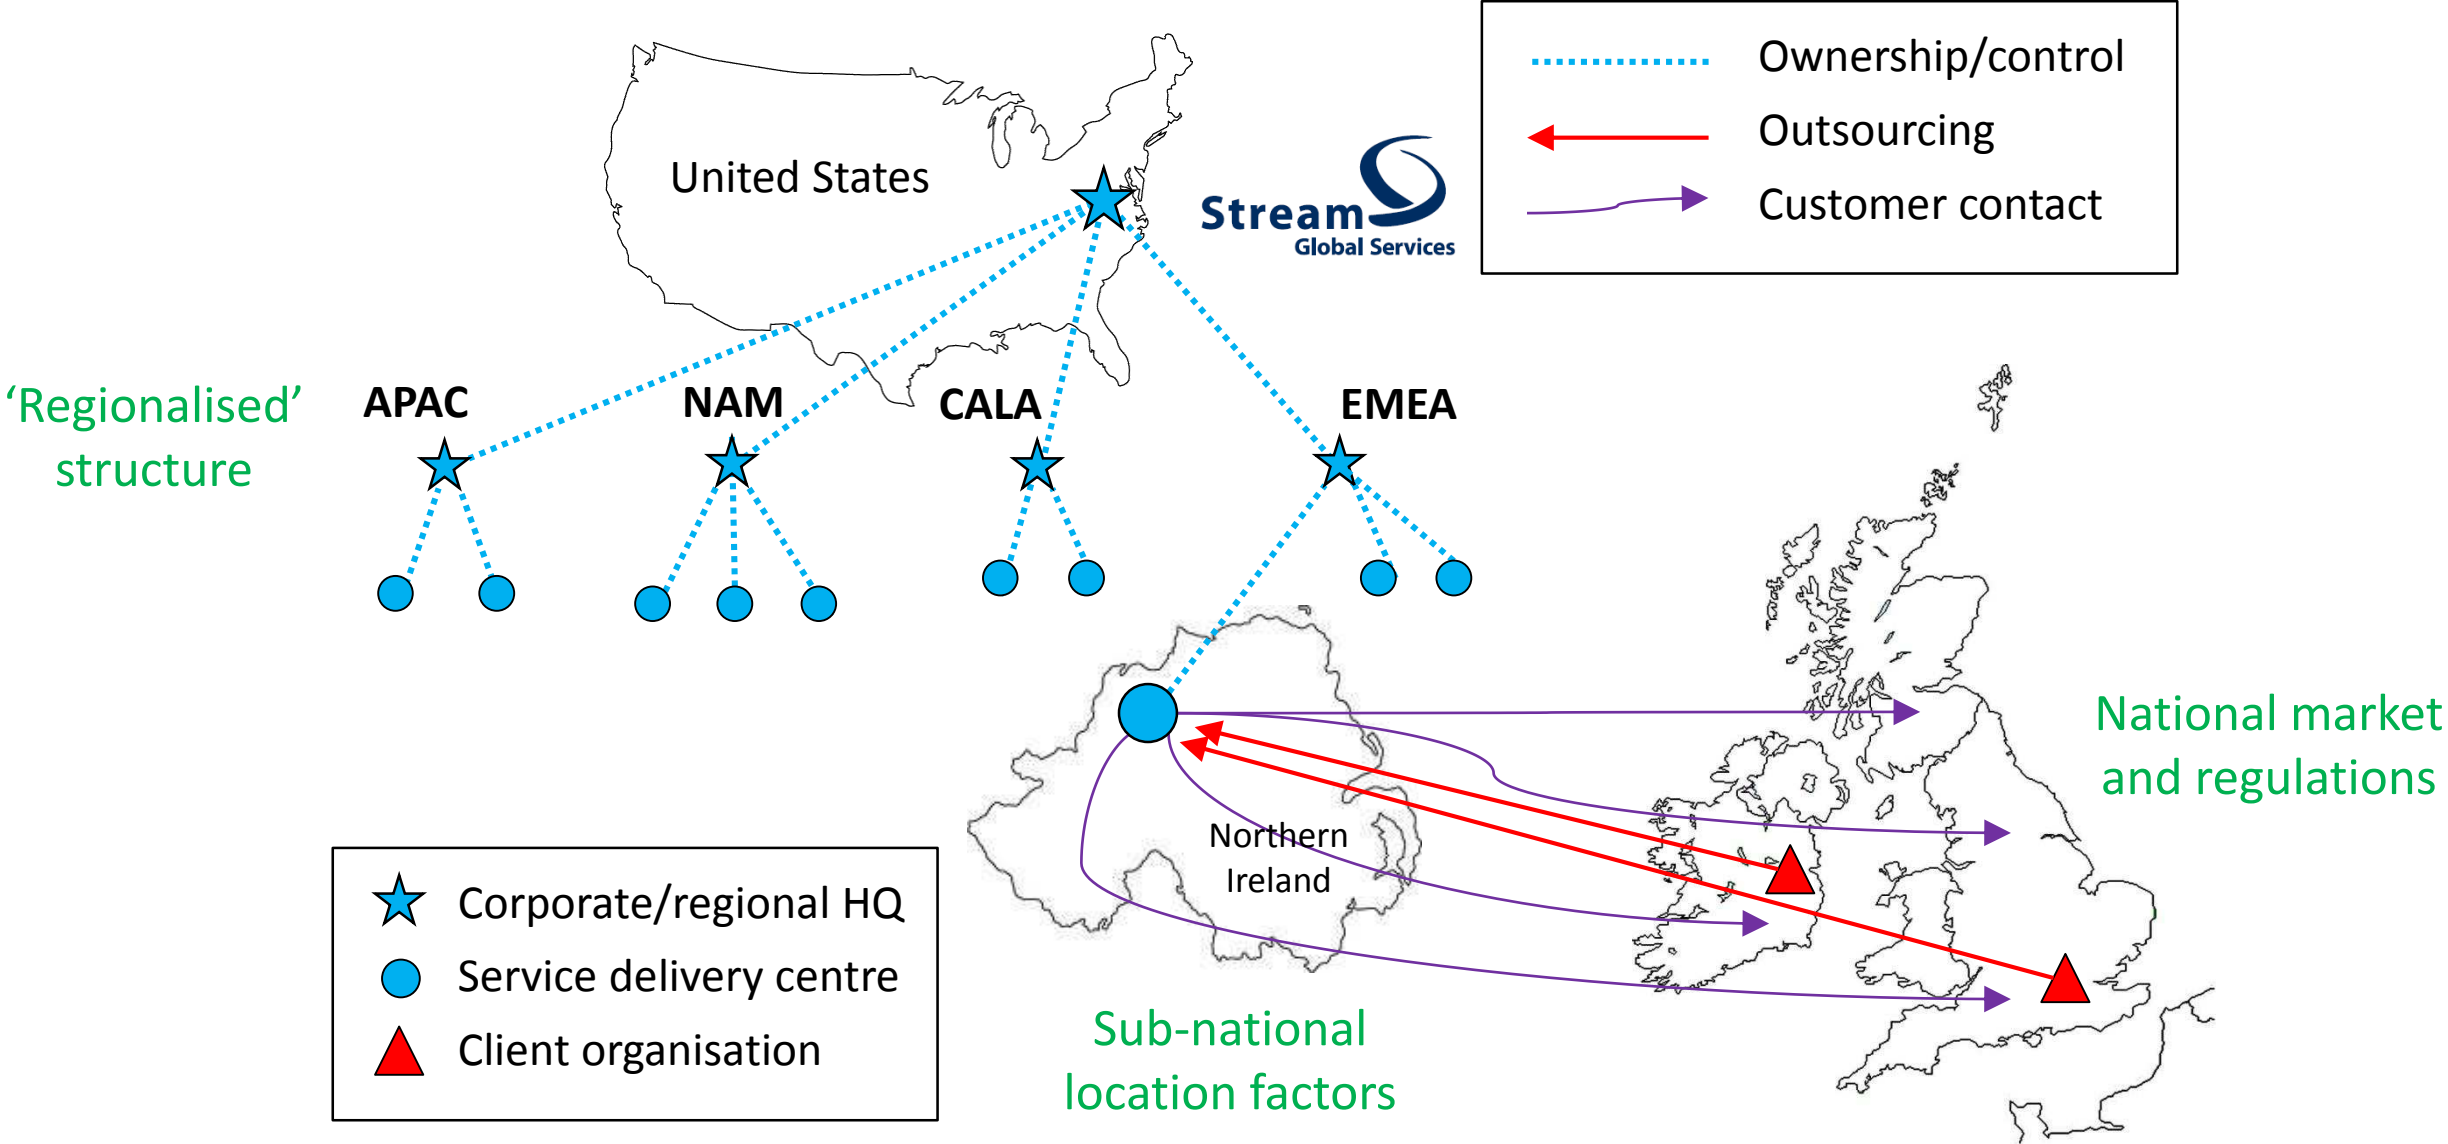 Ownership/control
Outsourcing
Customer contact
United States
Stream
Global Services
‘Regionalised’
structure
APAC
NAM
CALA
EMEA
National market
and regulations
Northern
Ireland
Corporate/regional HQ
Service delivery centre
Client organisation
Sub-national
location factors